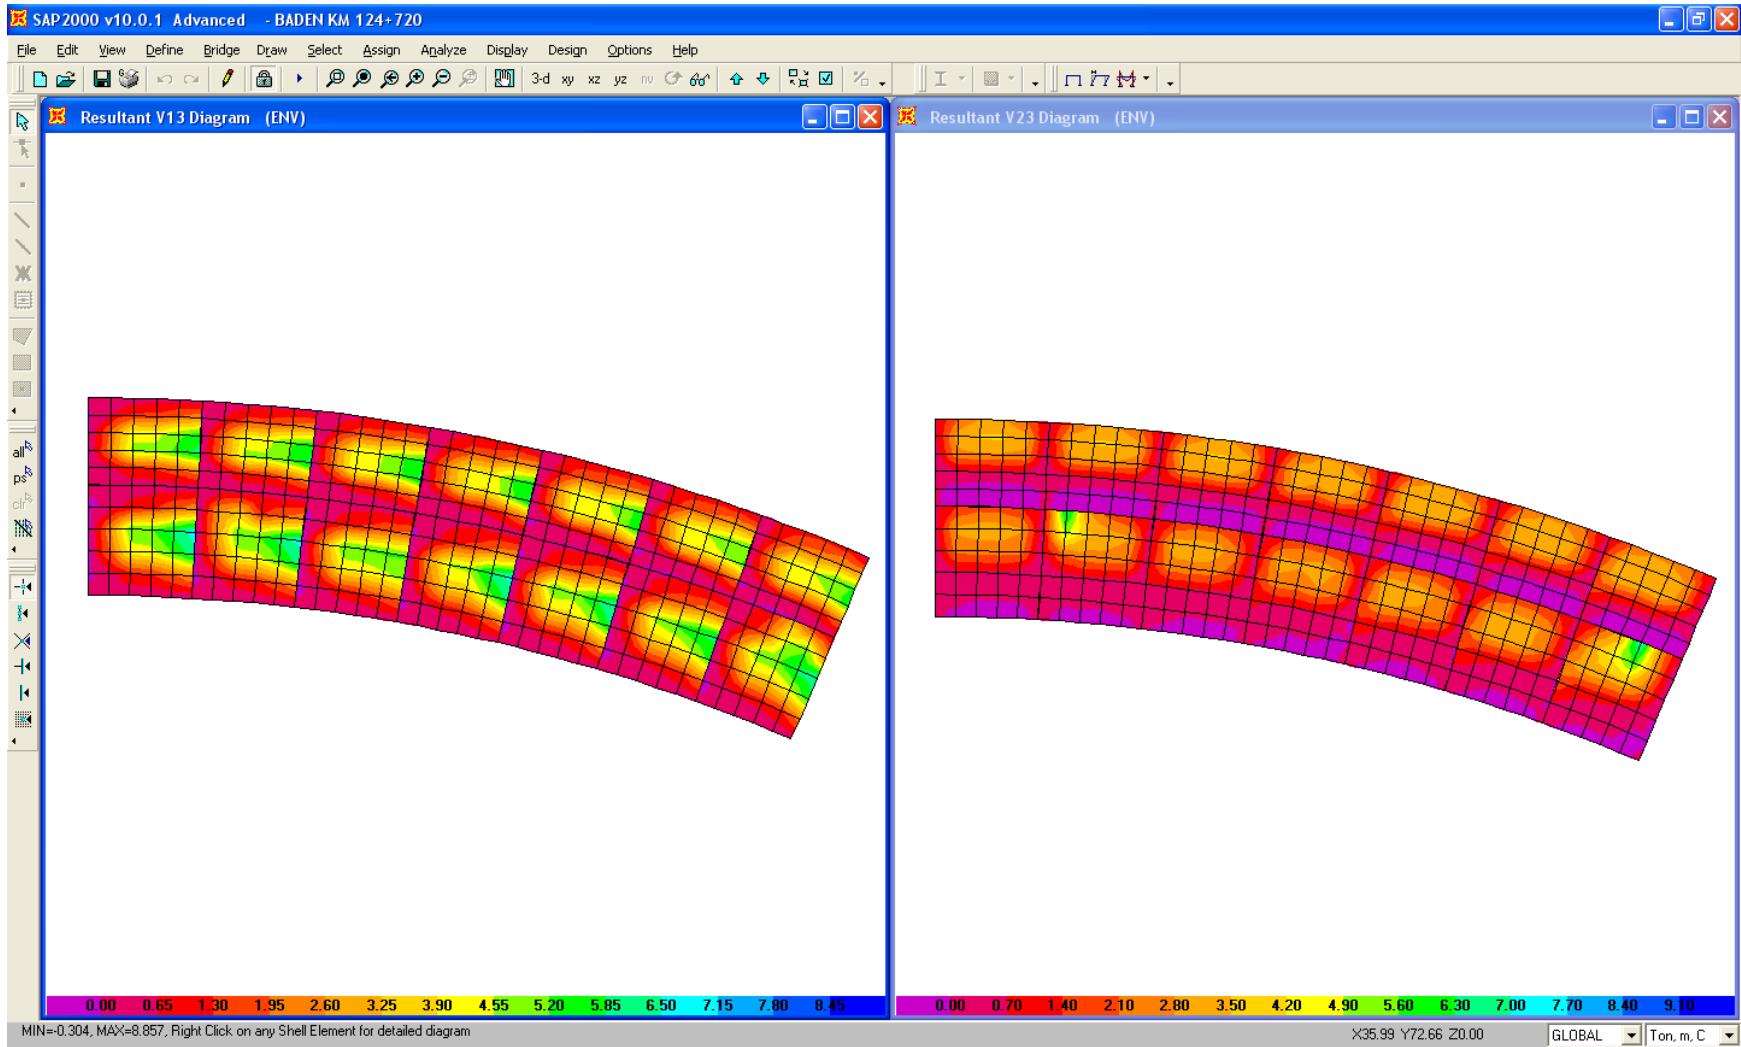 SAP2000 v10.0.1 Advanced - BADEN KM 124+720
File Edit View Define Bridge Draw Select Assign Analyze Display Design Options Help
3-d xy xz yz nv
Resultant V13 Diagram (ENV)
Resultant V23 Diagram (ENV)
all
ps
clr
0.00 0.65 1.30 1.95 2.60 3.25 3.90 4.55 5.20 5.85 6.50 7.15 7.80 8.45
0.00 0.70 1.40 2.10 2.80 3.50 4.20 4.90 5.60 6.30 7.00 7.70 8.40 9.10
MIN=-0.304, MAX=8.857, Right Click on any Shell Element for detailed diagram
X35.99 Y72.66 Z0.00
GLOBAL
Ton, m, C